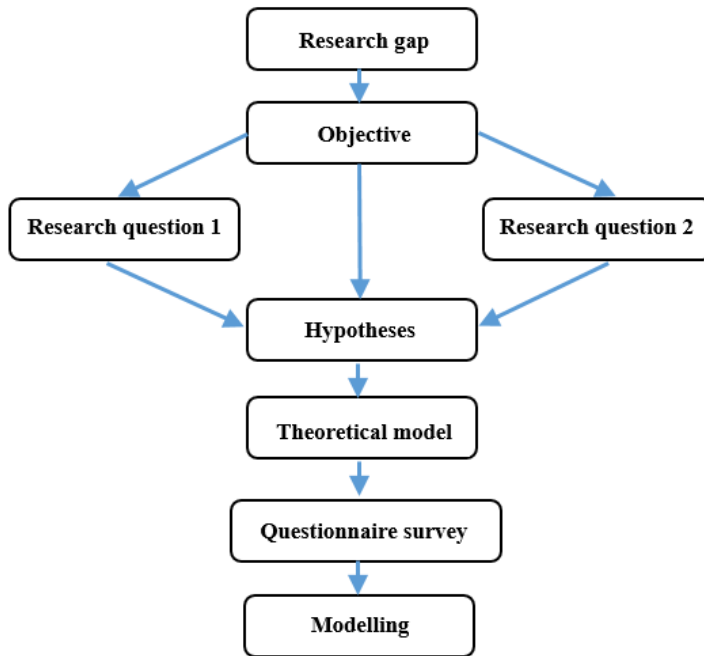 Research gap
Objective
Research question 1
Research question 2
Hypotheses
Theoretical model
Questionnaire survey
Modelling